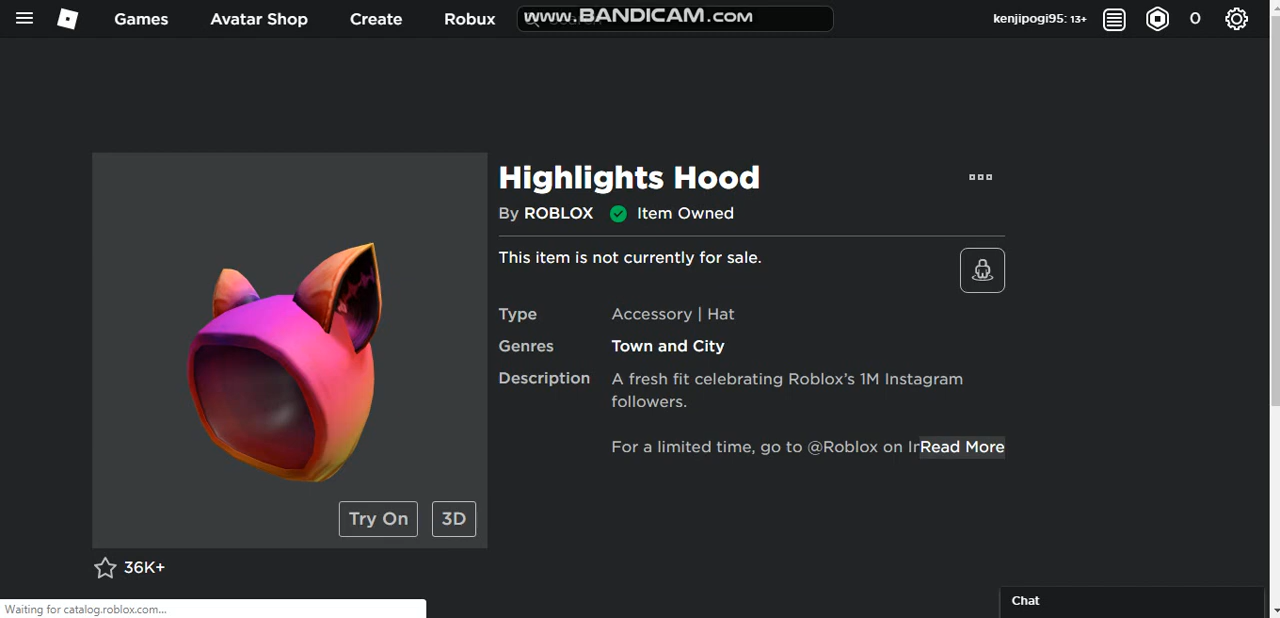 Games Avatar Shop Create Robux WWW.BANDICAM.COM kenjipogi95: 13+ 0
Highlights Hood
By ROBLOX Item Owned
This item is not currently for sale.
Type Accessory | Hat
Genres Town and City
Description A fresh fit celebrating Roblox’s 1M Instagram
followers.
For a limited time, go to @Roblox on Ir Read More
Try On 3D
36K+
Chat
Waiting for catalog.roblox.com...